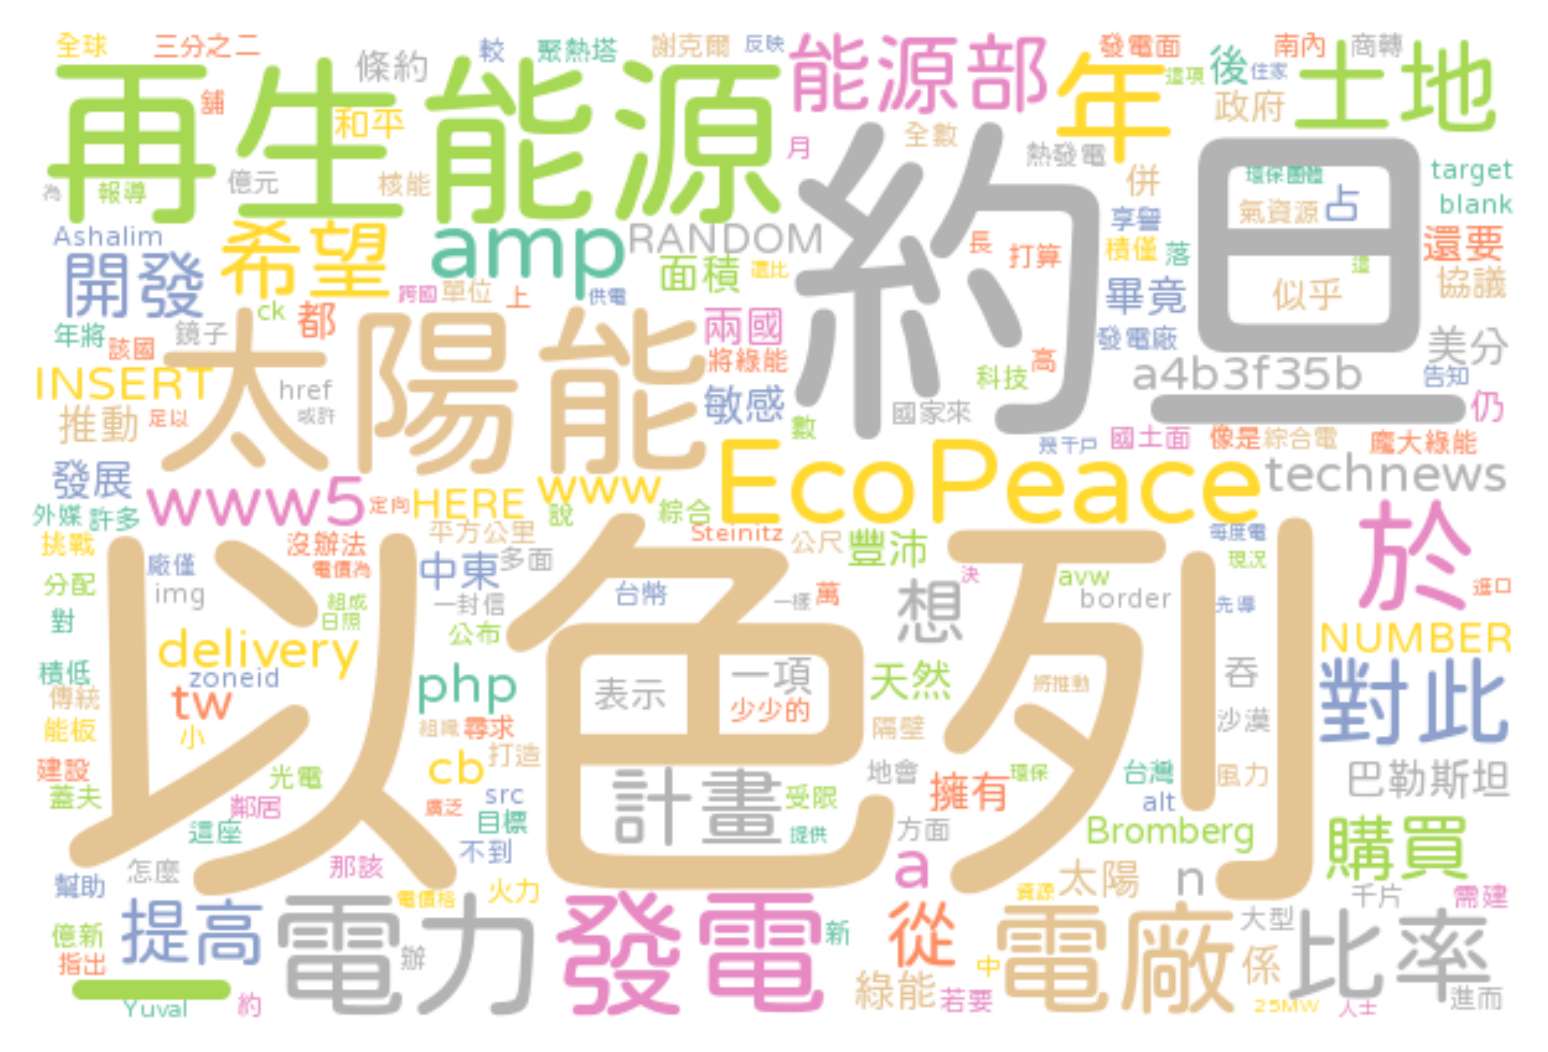 全球 三分之二 條約 較 聚熱塔 謝克爾 反映 能源部 年 發電面 這項 後 住家 南內 商轉 土地
再生能源 舖 和平 政府
為 報導 億元 核能 月 全數 熱發電 併 環保團體 占 target
Ashalim 希望 amp RANDOM 約旦 享譽 氣資源 blank
開發 面積 還比 長 打算 積僅 落 還要
ck 跨國 單位 上 供電 畢竟 這 似乎 協議
年將 該國 鏡子 都 太陽能 兩國 將綠能 科技 高 發電廠 美分
INSERT href 敏感 國家來 a4b3f35b 告知
推動 足以 或許 數 一 仍
發展 www5 定向 HERE www EcoPeace 幾千戶 國土面 像是 綜合電 龐大綠能 technews
外媒 許多 平方公里 說 綜合 Steinitz 公尺 豐沛 每度電 於
挑戰 沒辦法 電價為 中東 多面 現況
分配 廠僅 img 組成 一封信 台幣 一樣 萬 想 決 avw border 先導 進口
對 日照 公布 以色列 NUMBER
積低 delivery zoneid php 表示 一項 天然 將推動 吞 對此
傳統 tw 組織 尋求 少少的 隔壁 沙漠
能板 小 cb 打造
建設 光電 src 計畫 受限 地會 擁有 環保 台灣 風力 巴勒斯坦
蓋夫 鄰居 廣泛 目標 提供 方面 alt
這座 不到 Bromberg 購買
幫助 怎麼 那該 電價格 火力 a 資源 太陽 n 千片 需建
億新 提高 電力 辦 發電 新 從 電廠 大型 比率
指出 綠能 中 係
一 Yuval 約 若要 25MW 人士 進而